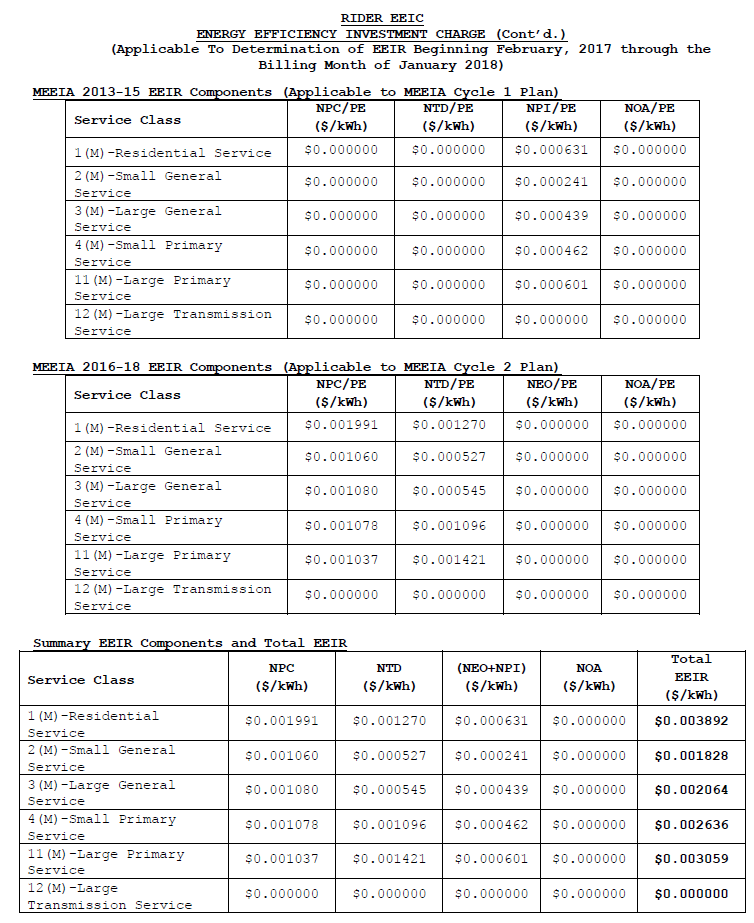 RIDER EEIC
ENERGY EFFICIENCY INVESTMENT CHARGE (Cont'd.)
(Applicable To Determination of EEIR Beginning February, 2017 through the
Billing Month of January 2018)
MEEIA 2013-15 EEIR Components (Applicable to MEEIA Cycle 1 Plan)
Service Class NPC/PE ($/kWh) NTD/PE ($/kWh) NPI/PE ($/kWh) NOA/PE ($/kWh)
1(M)-Residential Service $0.000000 $0.000000 $0.000631 $0.000000
2(M)-Small General Service $0.000000 $0.000000 $0.000241 $0.000000
3(M)-Large General Service $0.000000 $0.000000 $0.000439 $0.000000
4(M)-Small Primary Service $0.000000 $0.000000 $0.000462 $0.000000
11(M)-Large Primary Service $0.000000 $0.000000 $0.000601 $0.000000
12(M)-Large Transmission Service $0.000000 $0.000000 $0.000000 $0.000000
MEEIA 2016-18 EEIR Components (Applicable to MEEIA Cycle 2 Plan)
Service Class NPC/PE ($/kWh) NTD/PE ($/kWh) NEO/PE ($/kWh) NOA/PE ($/kWh)
1(M)-Residential Service $0.001991 $0.001270 $0.000000 $0.000000
2(M)-Small General Service $0.001060 $0.000527 $0.000000 $0.000000
3(M)-Large General Service $0.001080 $0.000545 $0.000000 $0.000000
4(M)-Small Primary Service $0.001078 $0.001096 $0.000000 $0.000000
11(M)-Large Primary Service $0.001037 $0.001421 $0.000000 $0.000000
12(M)-Large Transmission Service $0.000000 $0.000000 $0.000000 $0.000000
Summary EEIR Components and Total EEIR
Service Class NPC ($/kWh) NTD ($/kWh) (NEO+NPI) ($/kWh) NOA ($/kWh) Total EEIR ($/kWh)
1(M)-Residential Service $0.001991 $0.001270 $0.000631 $0.000000 $0.003892
2(M)-Small General Service $0.001060 $0.000527 $0.000241 $0.000000 $0.001828
3(M)-Large General Service $0.001080 $0.000545 $0.000439 $0.000000 $0.002064
4(M)-Small Primary Service $0.001078 $0.001096 $0.000462 $0.000000 $0.002636
11(M)-Large Primary Service $0.001037 $0.001421 $0.000601 $0.000000 $0.003059
12(M)-Large Transmission Service $0.000000 $0.000000 $0.000000 $0.000000 $0.000000